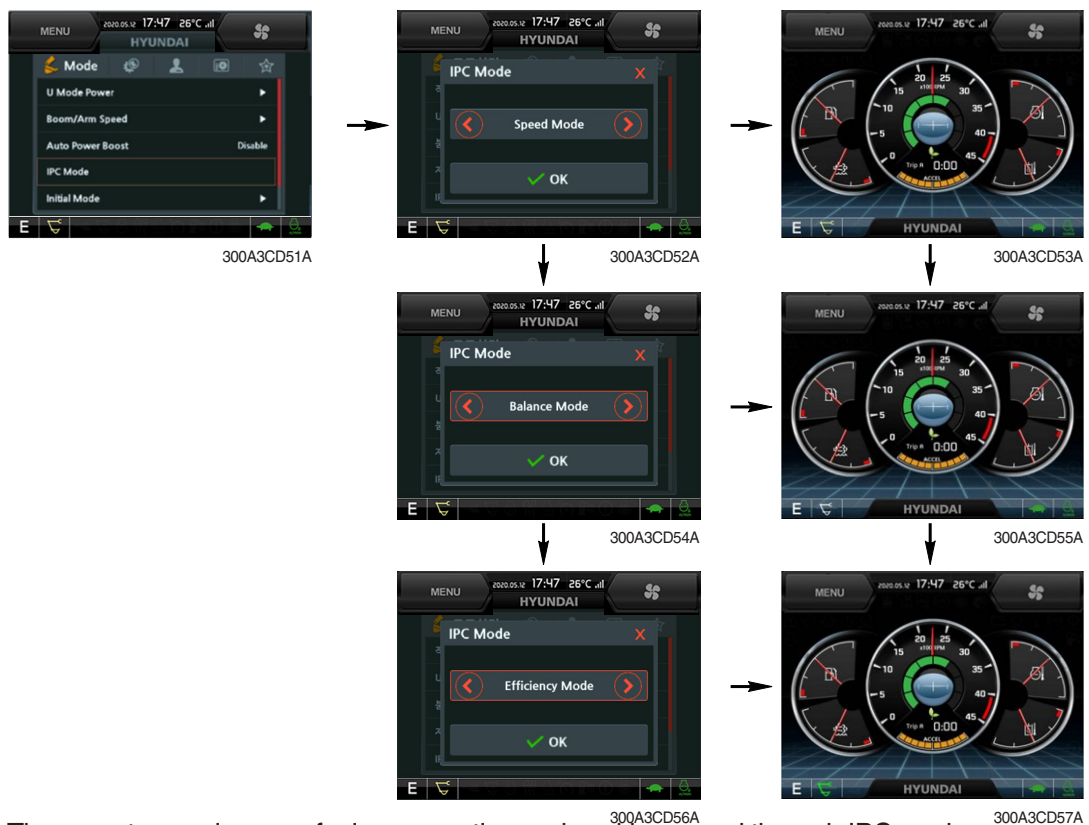 MENU
2020.05.12 17:47 26°C
HYUNDAI
Mode
U Mode Power
Boom/Arm Speed
Auto Power Boost Disable
IPC Mode
Initial Mode
E
300A3CD51A
MENU
2020.05.12 17:47 26°C
HYUNDAI
IPC Mode X
Speed Mode
OK
E
300A3CD52A
MENU
2020.05.12 17:47 26°C
0 5 10 15 20 25 30 35 40 45
x100 RPM
Trip A 0:00
ACCEL
E HYUNDAI
300A3CD53A
MENU
2020.05.12 17:47 26°C
HYUNDAI
IPC Mode X
Balance Mode
OK
E
300A3CD54A
MENU
2020.05.12 17:47 26°C
0 5 10 15 20 25 30 35 40 45
x100 RPM
Trip A 0:00
ACCEL
E HYUNDAI
300A3CD55A
MENU
2020.05.12 17:47 26°C
HYUNDAI
IPC Mode X
Efficiency Mode
OK
E
300A3CD56A
MENU
2020.05.12 17:47 26°C
0 5 10 15 20 25 30 35 40 45
x100 RPM
Trip A 0:00
ACCEL
E HYUNDAI
300A3CD57A